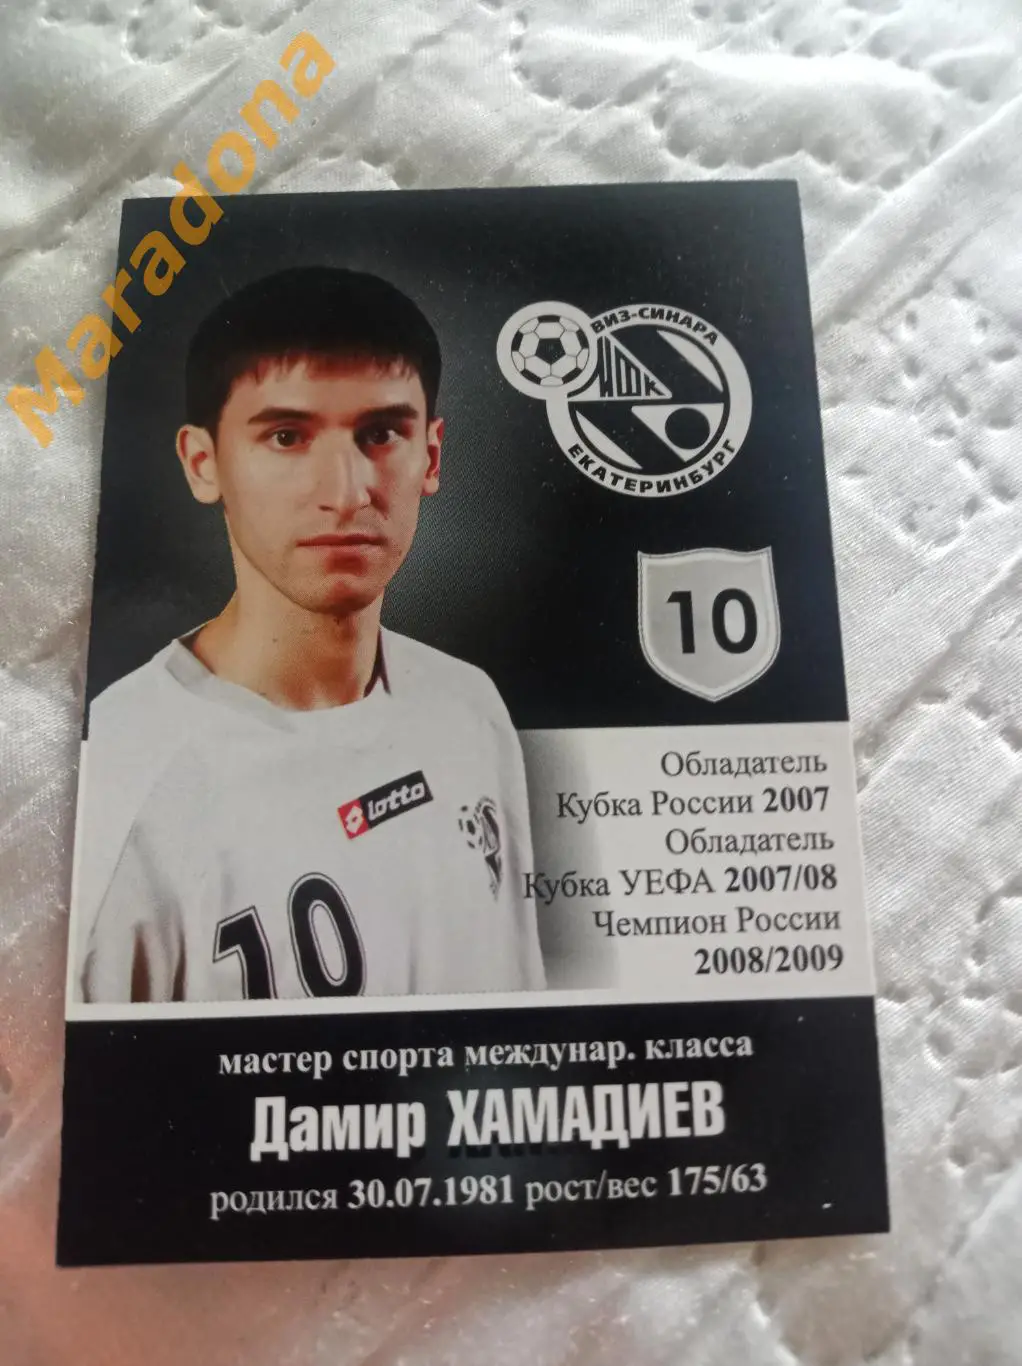 Maradona
ВИЗ-СИНАРА
МФК
ЕКАТЕРИНБУРГ
10
Обладатель
Кубка России 2007
Обладатель
Кубка УЕФА 2007/08
Чемпион России
2008/2009
lotto
10
мастер спорта междунар. класса
Дамир ХАМАДИЕВ
родился 30.07.1981 рост/вес 175/63